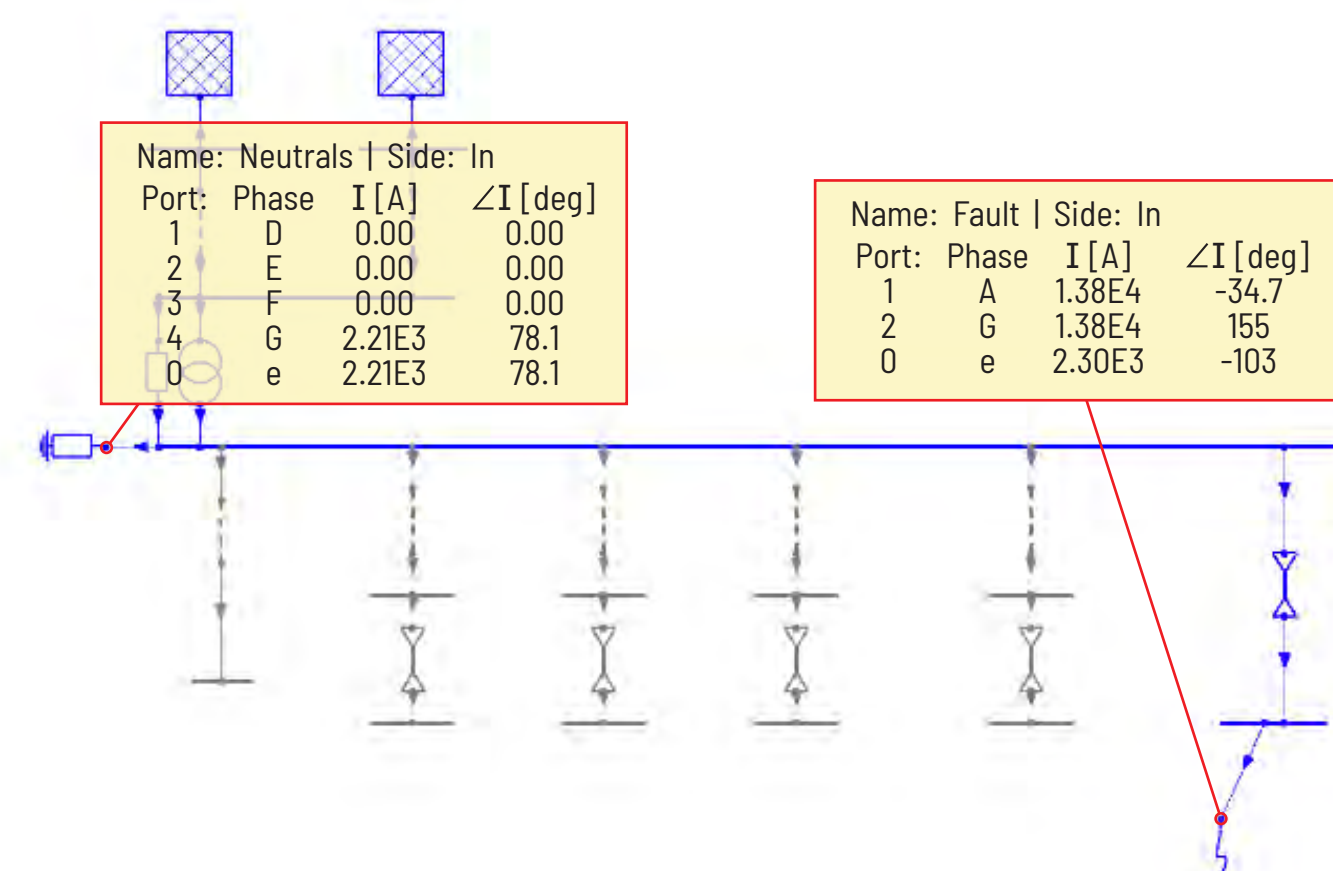 Name: Neutrals | Side: In
Port: Phase I [A] ∠I [deg]
1 D 0.00 0.00
2 E 0.00 0.00
3 F 0.00 0.00
4 G 2.21E3 78.1
0 e 2.21E3 78.1
Name: Fault | Side: In
Port: Phase I [A] ∠I [deg]
1 A 1.38E4 -34.7
2 G 1.38E4 155
0 e 2.30E3 -103